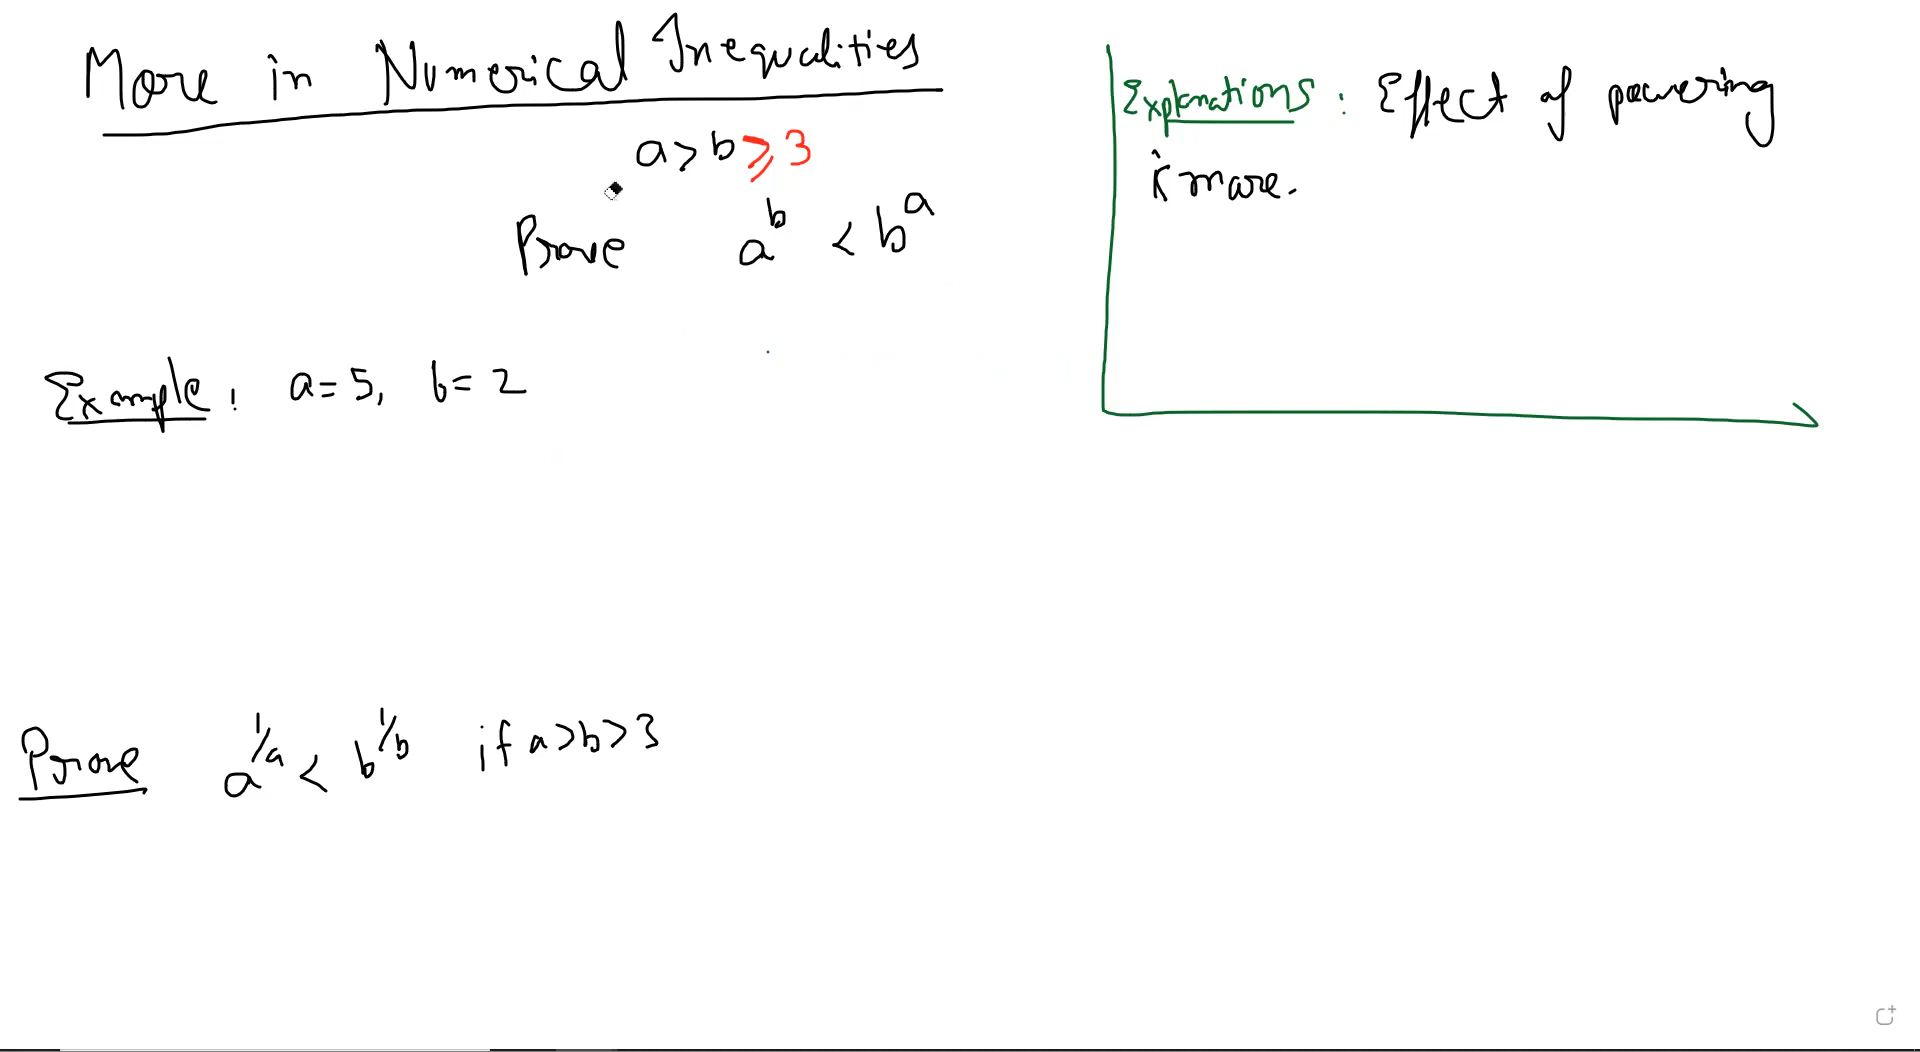 More in Numerical Inequalities
a > b ⩾ 3
Prove a^b < b^a
Explanations : Effect of powering
is more.
Example : a = 5, b = 2
Prove a^{1/a} < b^{1/b} if a > b > 3